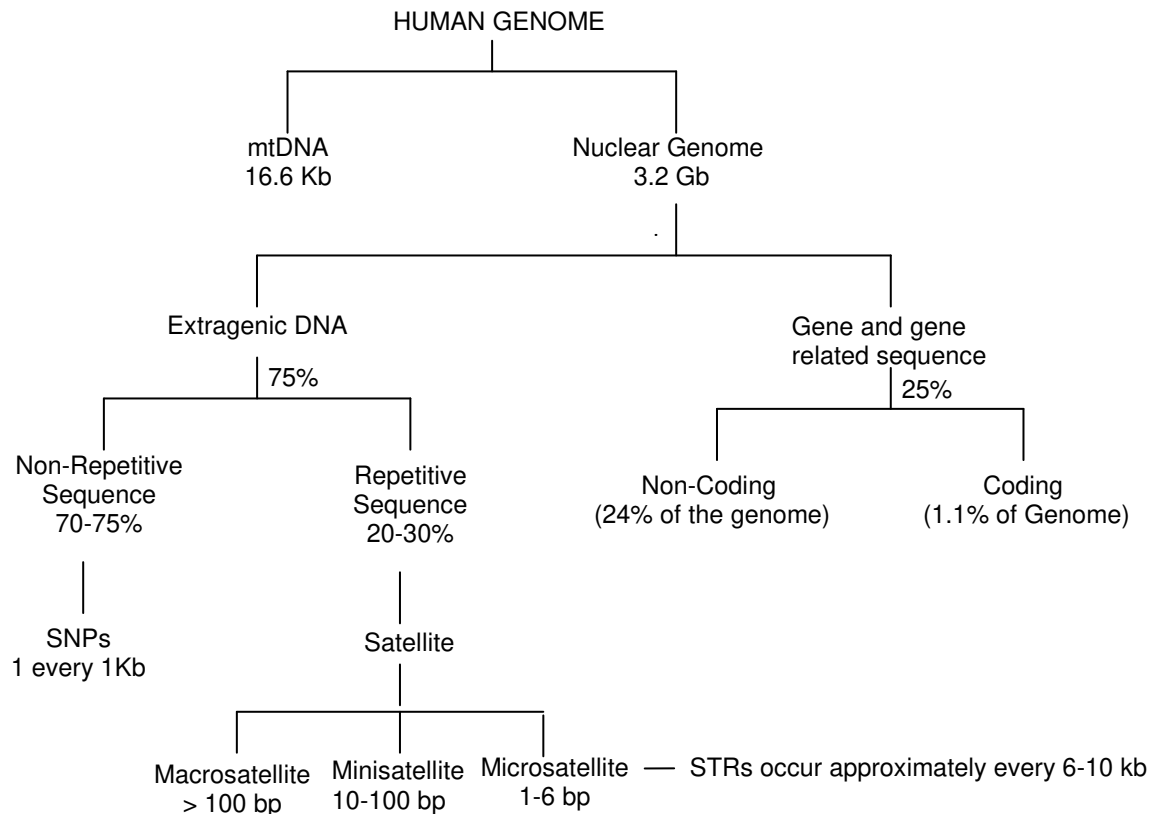 HUMAN GENOME
mtDNA
16.6 Kb
Nuclear Genome
3.2 Gb
Extragenic DNA
75%
Gene and gene
related sequence
25%
Non-Repetitive
Sequence
70-75%
Repetitive
Sequence
20-30%
Non-Coding
(24% of the genome)
Coding
(1.1% of Genome)
SNPs
1 every 1Kb
Satellite
Macrosatellite
> 100 bp
Minisatellite
10-100 bp
Microsatellite
1-6 bp
STRs occur approximately every 6-10 kb